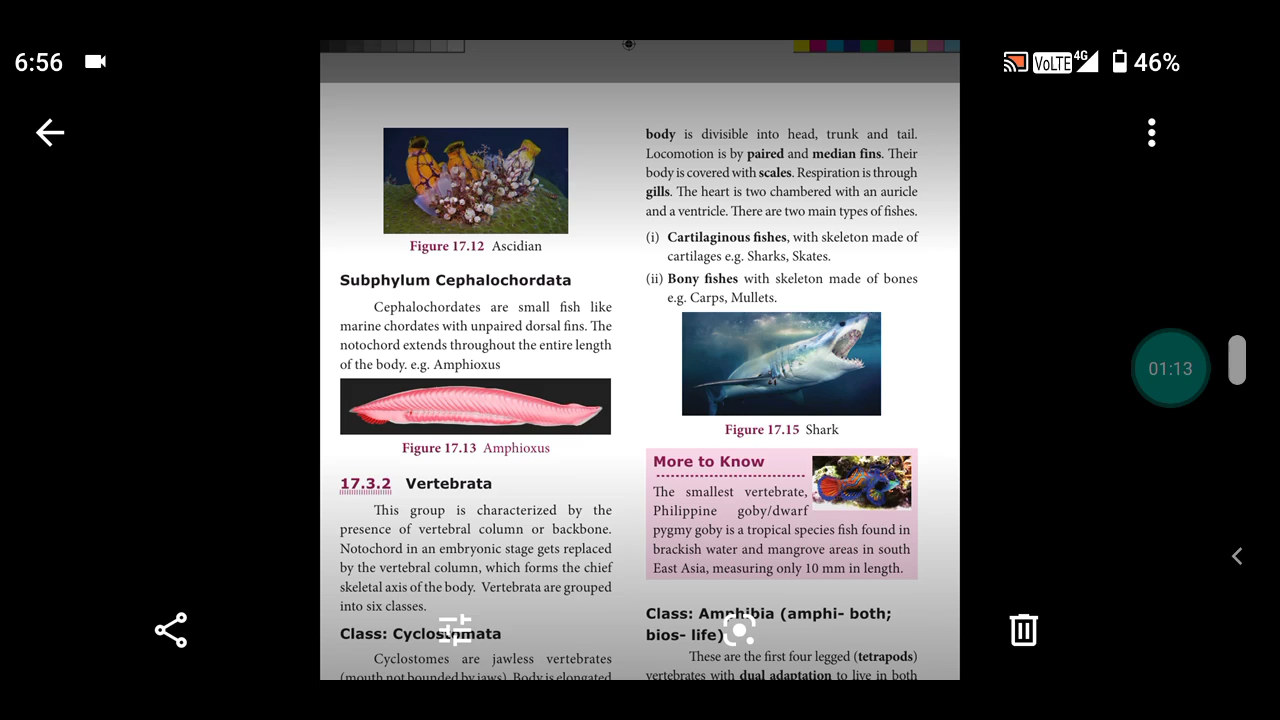 6:56
VoLTE 4G 46%
01:13
Figure 17.12 Ascidian
Subphylum Cephalochordata
Cephalochordates are small fish like
marine chordates with unpaired dorsal fins. The
notochord extends throughout the entire length
of the body. e.g. Amphioxus
Figure 17.13 Amphioxus
17.3.2 Vertebrata
This group is characterized by the
presence of vertebral column or backbone.
Notochord in an embryonic stage gets replaced
by the vertebral column, which forms the chief
skeletal axis of the body. Vertebrata are grouped
into six classes.
Class: Cyclostomata
Cyclostomes are jawless vertebrates
(mouth not bounded by jaws). Body is elongated
body is divisible into head, trunk and tail.
Locomotion is by paired and median fins. Their
body is covered with scales. Respiration is through
gills. The heart is two chambered with an auricle
and a ventricle. There are two main types of fishes.
(i) Cartilaginous fishes, with skeleton made of
cartilages e.g. Sharks, Skates.
(ii) Bony fishes with skeleton made of bones
e.g. Carps, Mullets.
Figure 17.15 Shark
More to Know
The smallest vertebrate,
Philippine goby/dwarf
pygmy goby is a tropical species fish found in
brackish water and mangrove areas in south
East Asia, measuring only 10 mm in length.
Class: Amphibia (amphi- both;
bios- life)
These are the first four legged (tetrapods)
vertebrates with dual adaptation to live in both